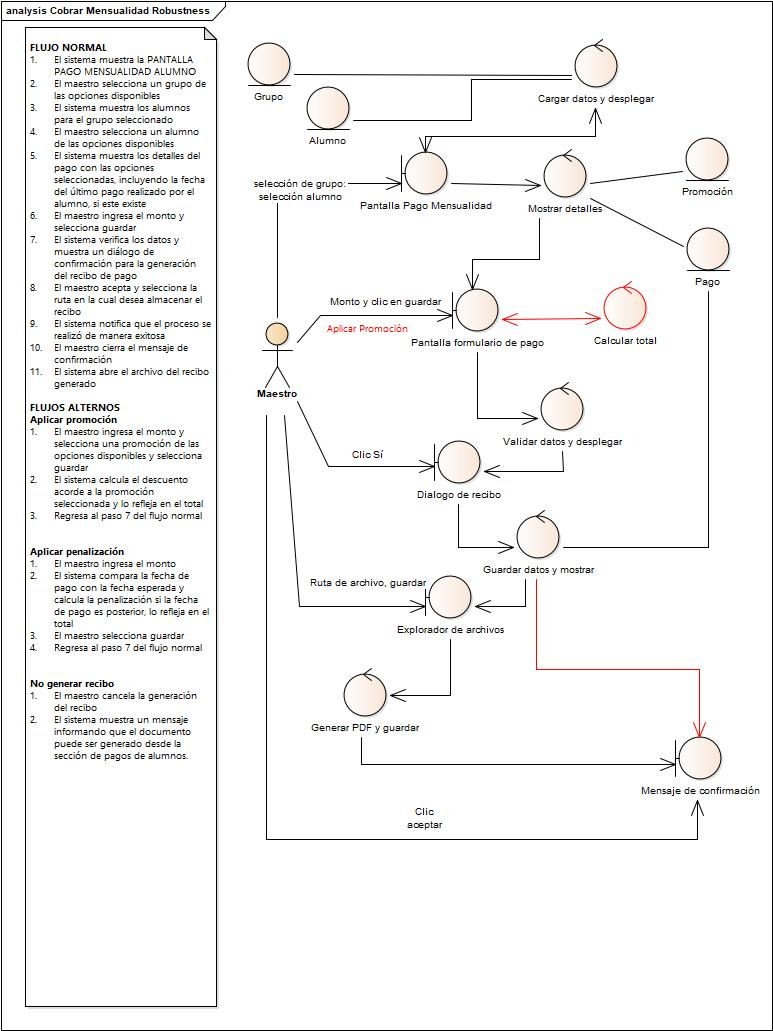 analysis Cobrar Mensualidad Robustness
FLUJO NORMAL
1. El sistema muestra la PANTALLA
PAGO MENSUALIDAD ALUMNO
2. El maestro selecciona un grupo de
las opciones disponibles
3. El sistema muestra los alumnos
para el grupo seleccionado
4. El maestro selecciona un alumno
de las opciones disponibles
5. El sistema muestra los detalles del
pago con las opciones
seleccionadas, incluyendo la fecha
del último pago realizado por el
alumno, si este existe
6. El maestro ingresa el monto y
selecciona guardar
7. El sistema verifica los datos y
muestra un diálogo de
confirmación para la generación
del recibo de pago
8. El maestro acepta y selecciona la
ruta en la cual desea almacenar el
recibo
9. El sistema notifica que el proceso se
realizó de manera exitosa
10. El maestro cierra el mensaje de
confirmación
11. El sistema abre el archivo del recibo
generado
FLUJOS ALTERNOS
Aplicar promoción
1. El maestro ingresa el monto y
selecciona una promoción de las
opciones disponibles y selecciona
guardar
2. El sistema calcula el descuento
acorde a la promoción
seleccionada y lo refleja en el total
3. Regresa al paso 7 del flujo normal
Aplicar penalización
1. El maestro ingresa el monto
2. El sistema compara la fecha de
pago con la fecha esperada y
calcula la penalización si la fecha
de pago es posterior, lo refleja en el
total
3. El maestro selecciona guardar
4. Regresa al paso 7 del flujo normal
No generar recibo
1. El maestro cancela la generación
del recibo
2. El sistema muestra un mensaje
informando que el documento
puede ser generado desde la
sección de pagos de alumnos.
Grupo
Cargar datos y desplegar
Alumno
selección de grupo:
selección alumno
Pantalla Pago Mensualidad
Mostrar detalles
Promoción
Pago
Monto y clic en guardar
Aplicar Promoción
Pantalla formulario de pago
Calcular total
Maestro
Validar datos y desplegar
Clic Sí
Dialogo de recibo
Guardar datos y mostrar
Ruta de archivo, guardar
Explorador de archivos
Generar PDF y guardar
Mensaje de confirmación
Clic
aceptar